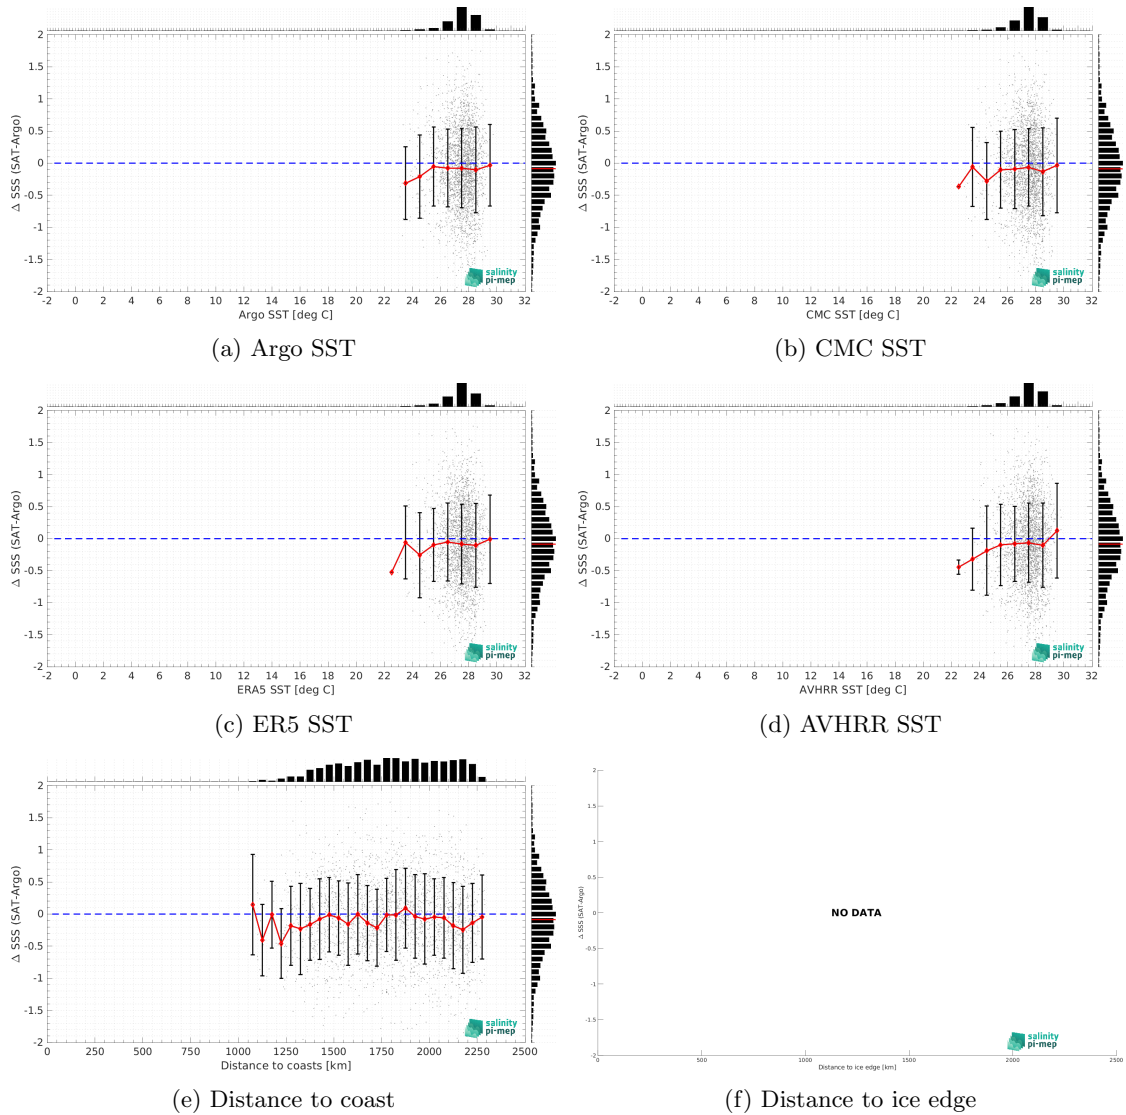 2
1.5
1
0.5
0
-0.5
-1
-1.5
-2
Δ SSS (SAT-Argo)
-2 0 2 4 6 8 10 12 14 16 18 20 22 24 26 28 30 32
Argo SST [deg C]
salinity
pi-mep
(a) Argo SST
2
1.5
1
0.5
0
-0.5
-1
-1.5
-2
Δ SSS (SAT-Argo)
-2 0 2 4 6 8 10 12 14 16 18 20 22 24 26 28 30 32
CMC SST [deg C]
salinity
pi-mep
(b) CMC SST
2
1.5
1
0.5
0
-0.5
-1
-1.5
-2
Δ SSS (SAT-Argo)
-2 0 2 4 6 8 10 12 14 16 18 20 22 24 26 28 30 32
ERA5 SST [deg C]
salinity
pi-mep
(c) ER5 SST
2
1.5
1
0.5
0
-0.5
-1
-1.5
-2
Δ SSS (SAT-Argo)
-2 0 2 4 6 8 10 12 14 16 18 20 22 24 26 28 30 32
AVHRR SST [deg C]
salinity
pi-mep
(d) AVHRR SST
2
1.5
1
0.5
0
-0.5
-1
-1.5
-2
Δ SSS (SAT-Argo)
0 250 500 750 1000 1250 1500 1750 2000 2250 2500
Distance to coasts [km]
salinity
pi-mep
(e) Distance to coast
2
1.5
1
0.5
0
-0.5
-1
-1.5
-2
Δ SSS (SAT-Argo)
NO DATA
0 500 1000 1500 2000 2500
Distance to ice edge [km]
salinity
pi-mep
(f) Distance to ice edge